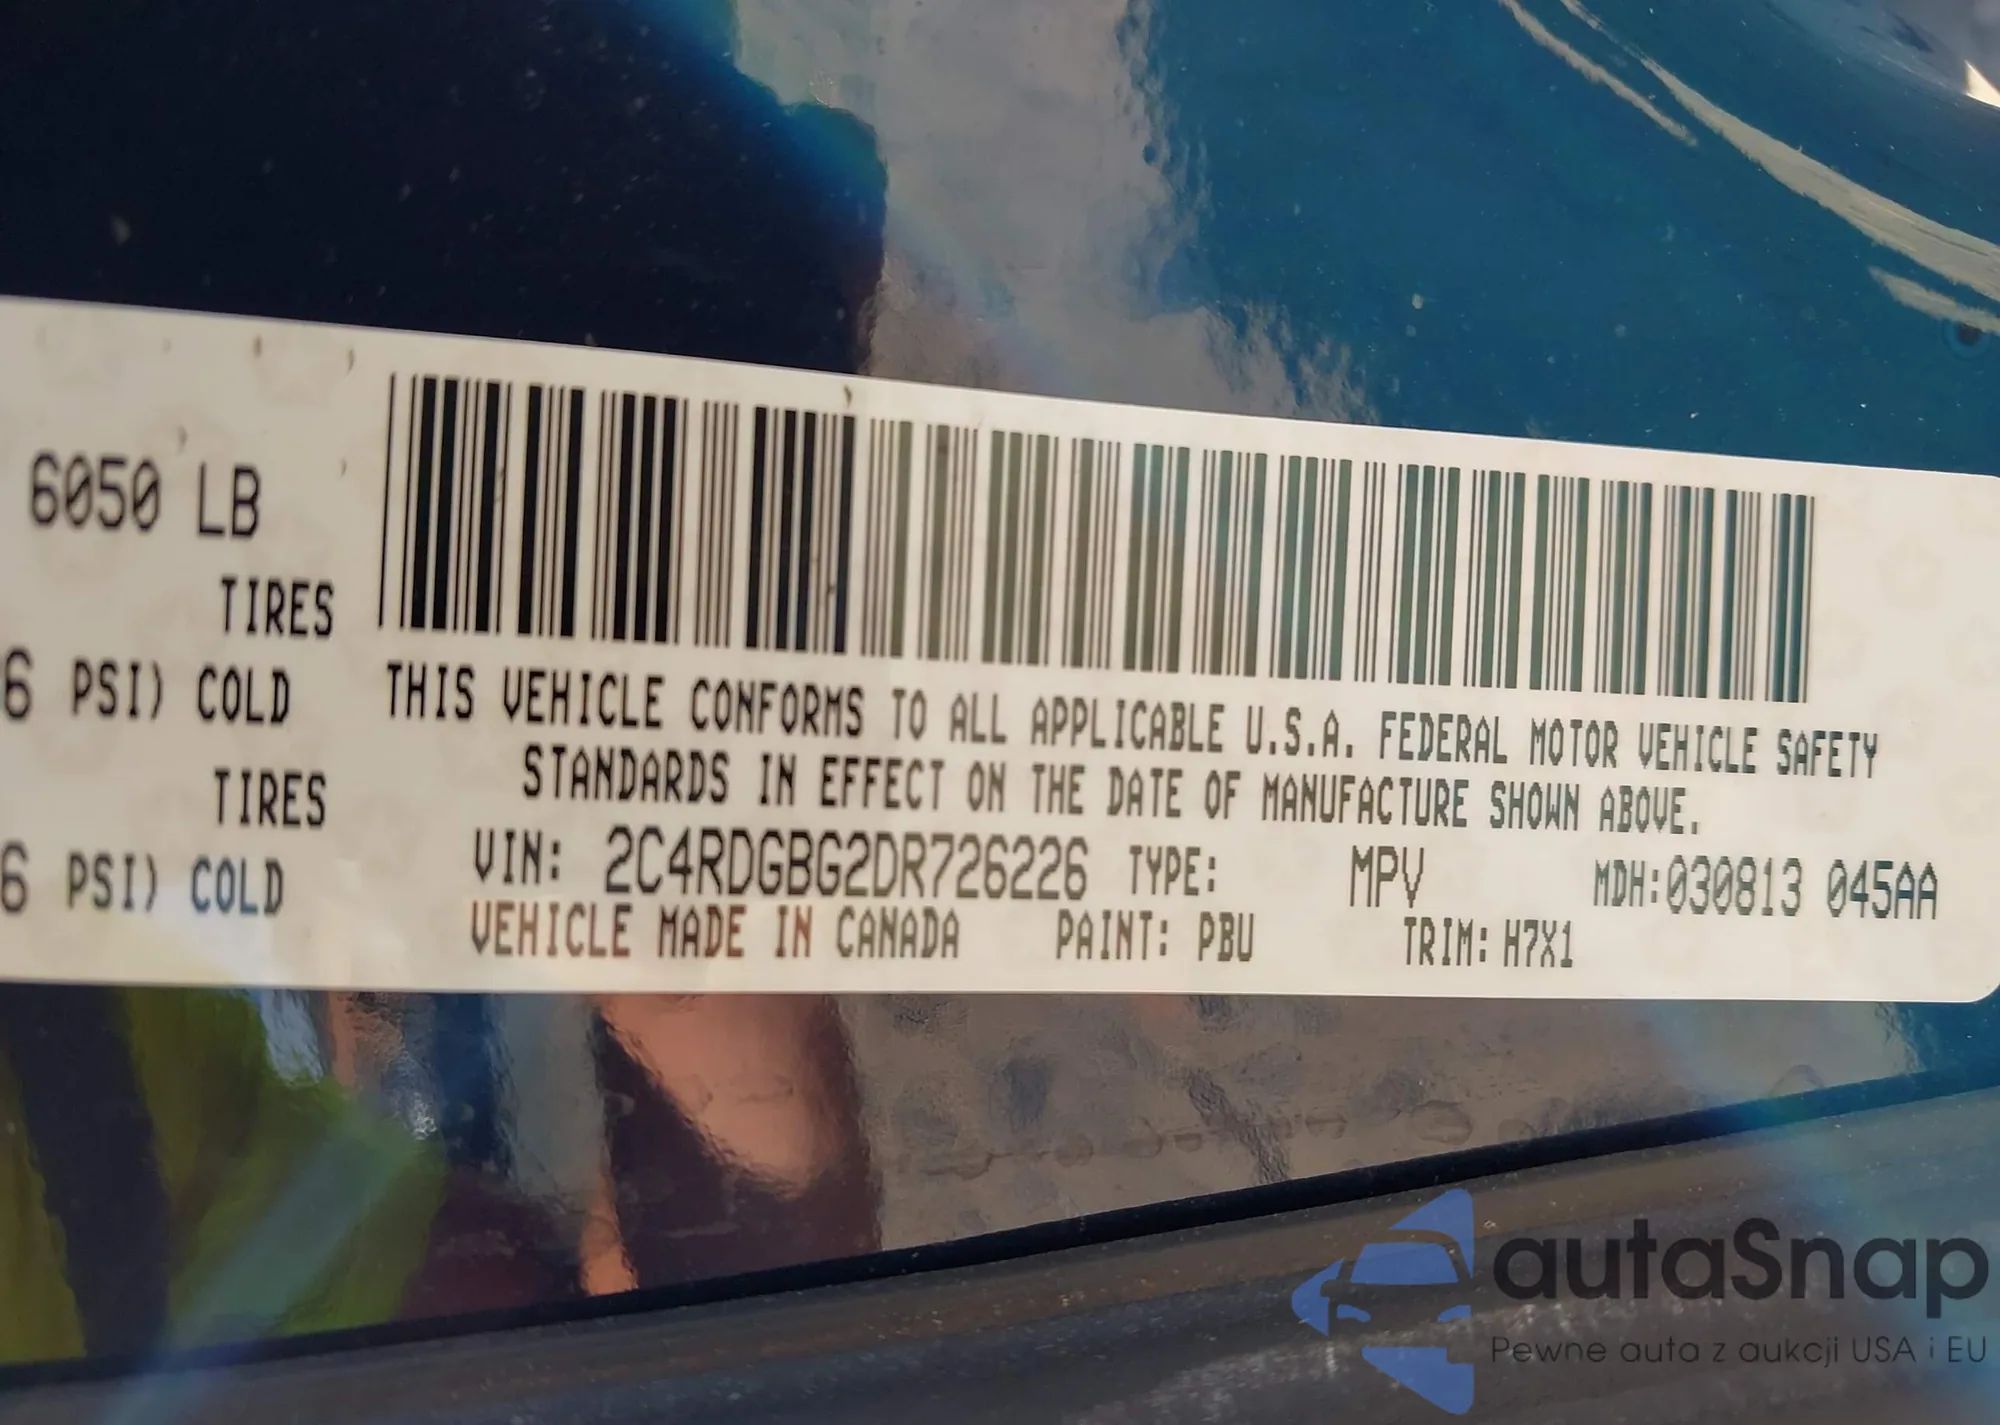 6050 LB
TIRES
6 PSI) COLD
TIRES
6 PSI) COLD
THIS VEHICLE CONFORMS TO ALL APPLICABLE U.S.A. FEDERAL MOTOR VEHICLE SAFETY
STANDARDS IN EFFECT ON THE DATE OF MANUFACTURE SHOWN ABOVE.
VIN: 2C4RDGBG2DR726226 TYPE: MPV MDH:030813 045AA
VEHICLE MADE IN CANADA PAINT: PBU TRIM: H7X1
autaSnap
Pewne auta z aukcji USA i EU